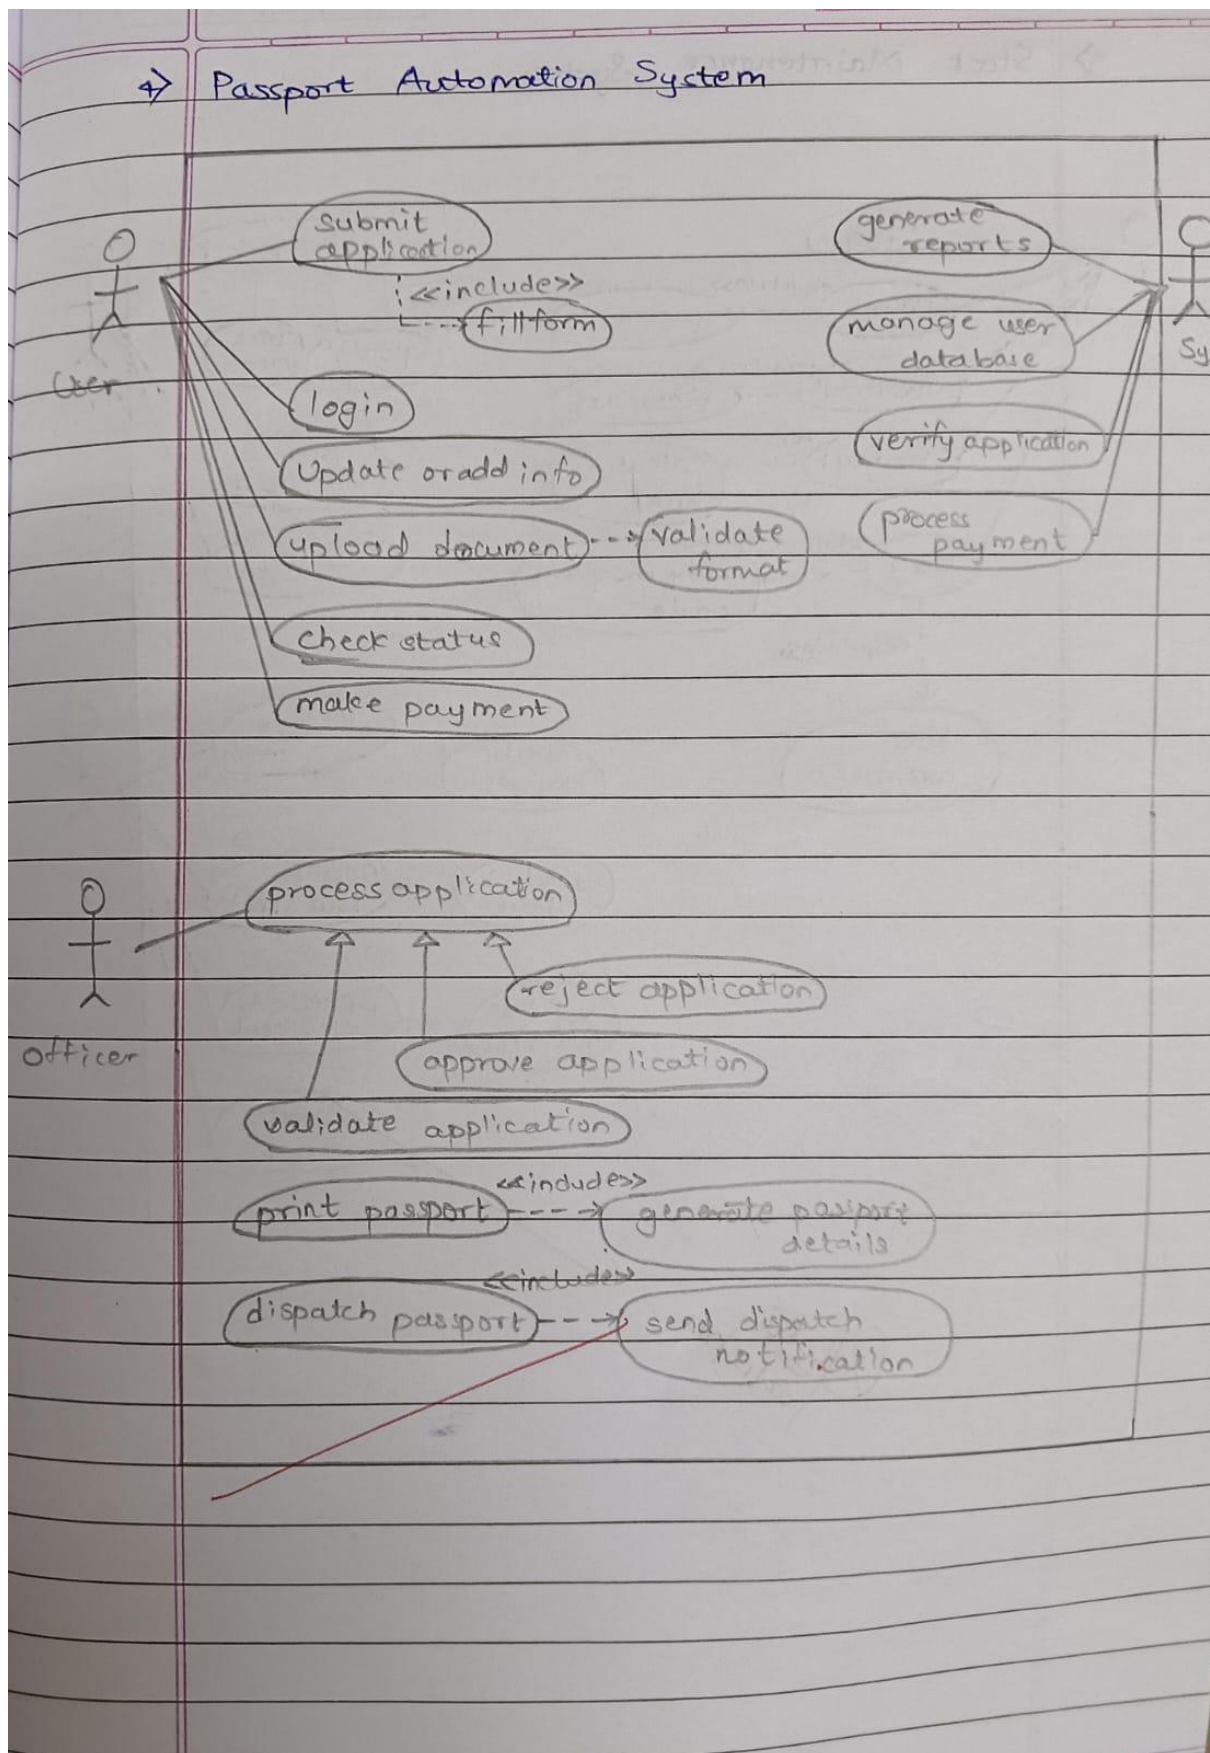 4) Passport Automation System
submit
application
generate
reports
<<include>>
fill form
manage user
database
User
Sy
login
verify application
update or add info
process
payment
upload document
validate
format
check status
make payment
process application
reject application
officer
approve application
validate application
<<include>>
print passport
generate passport
details
<<include>>
dispatch passport
send dispatch
notification